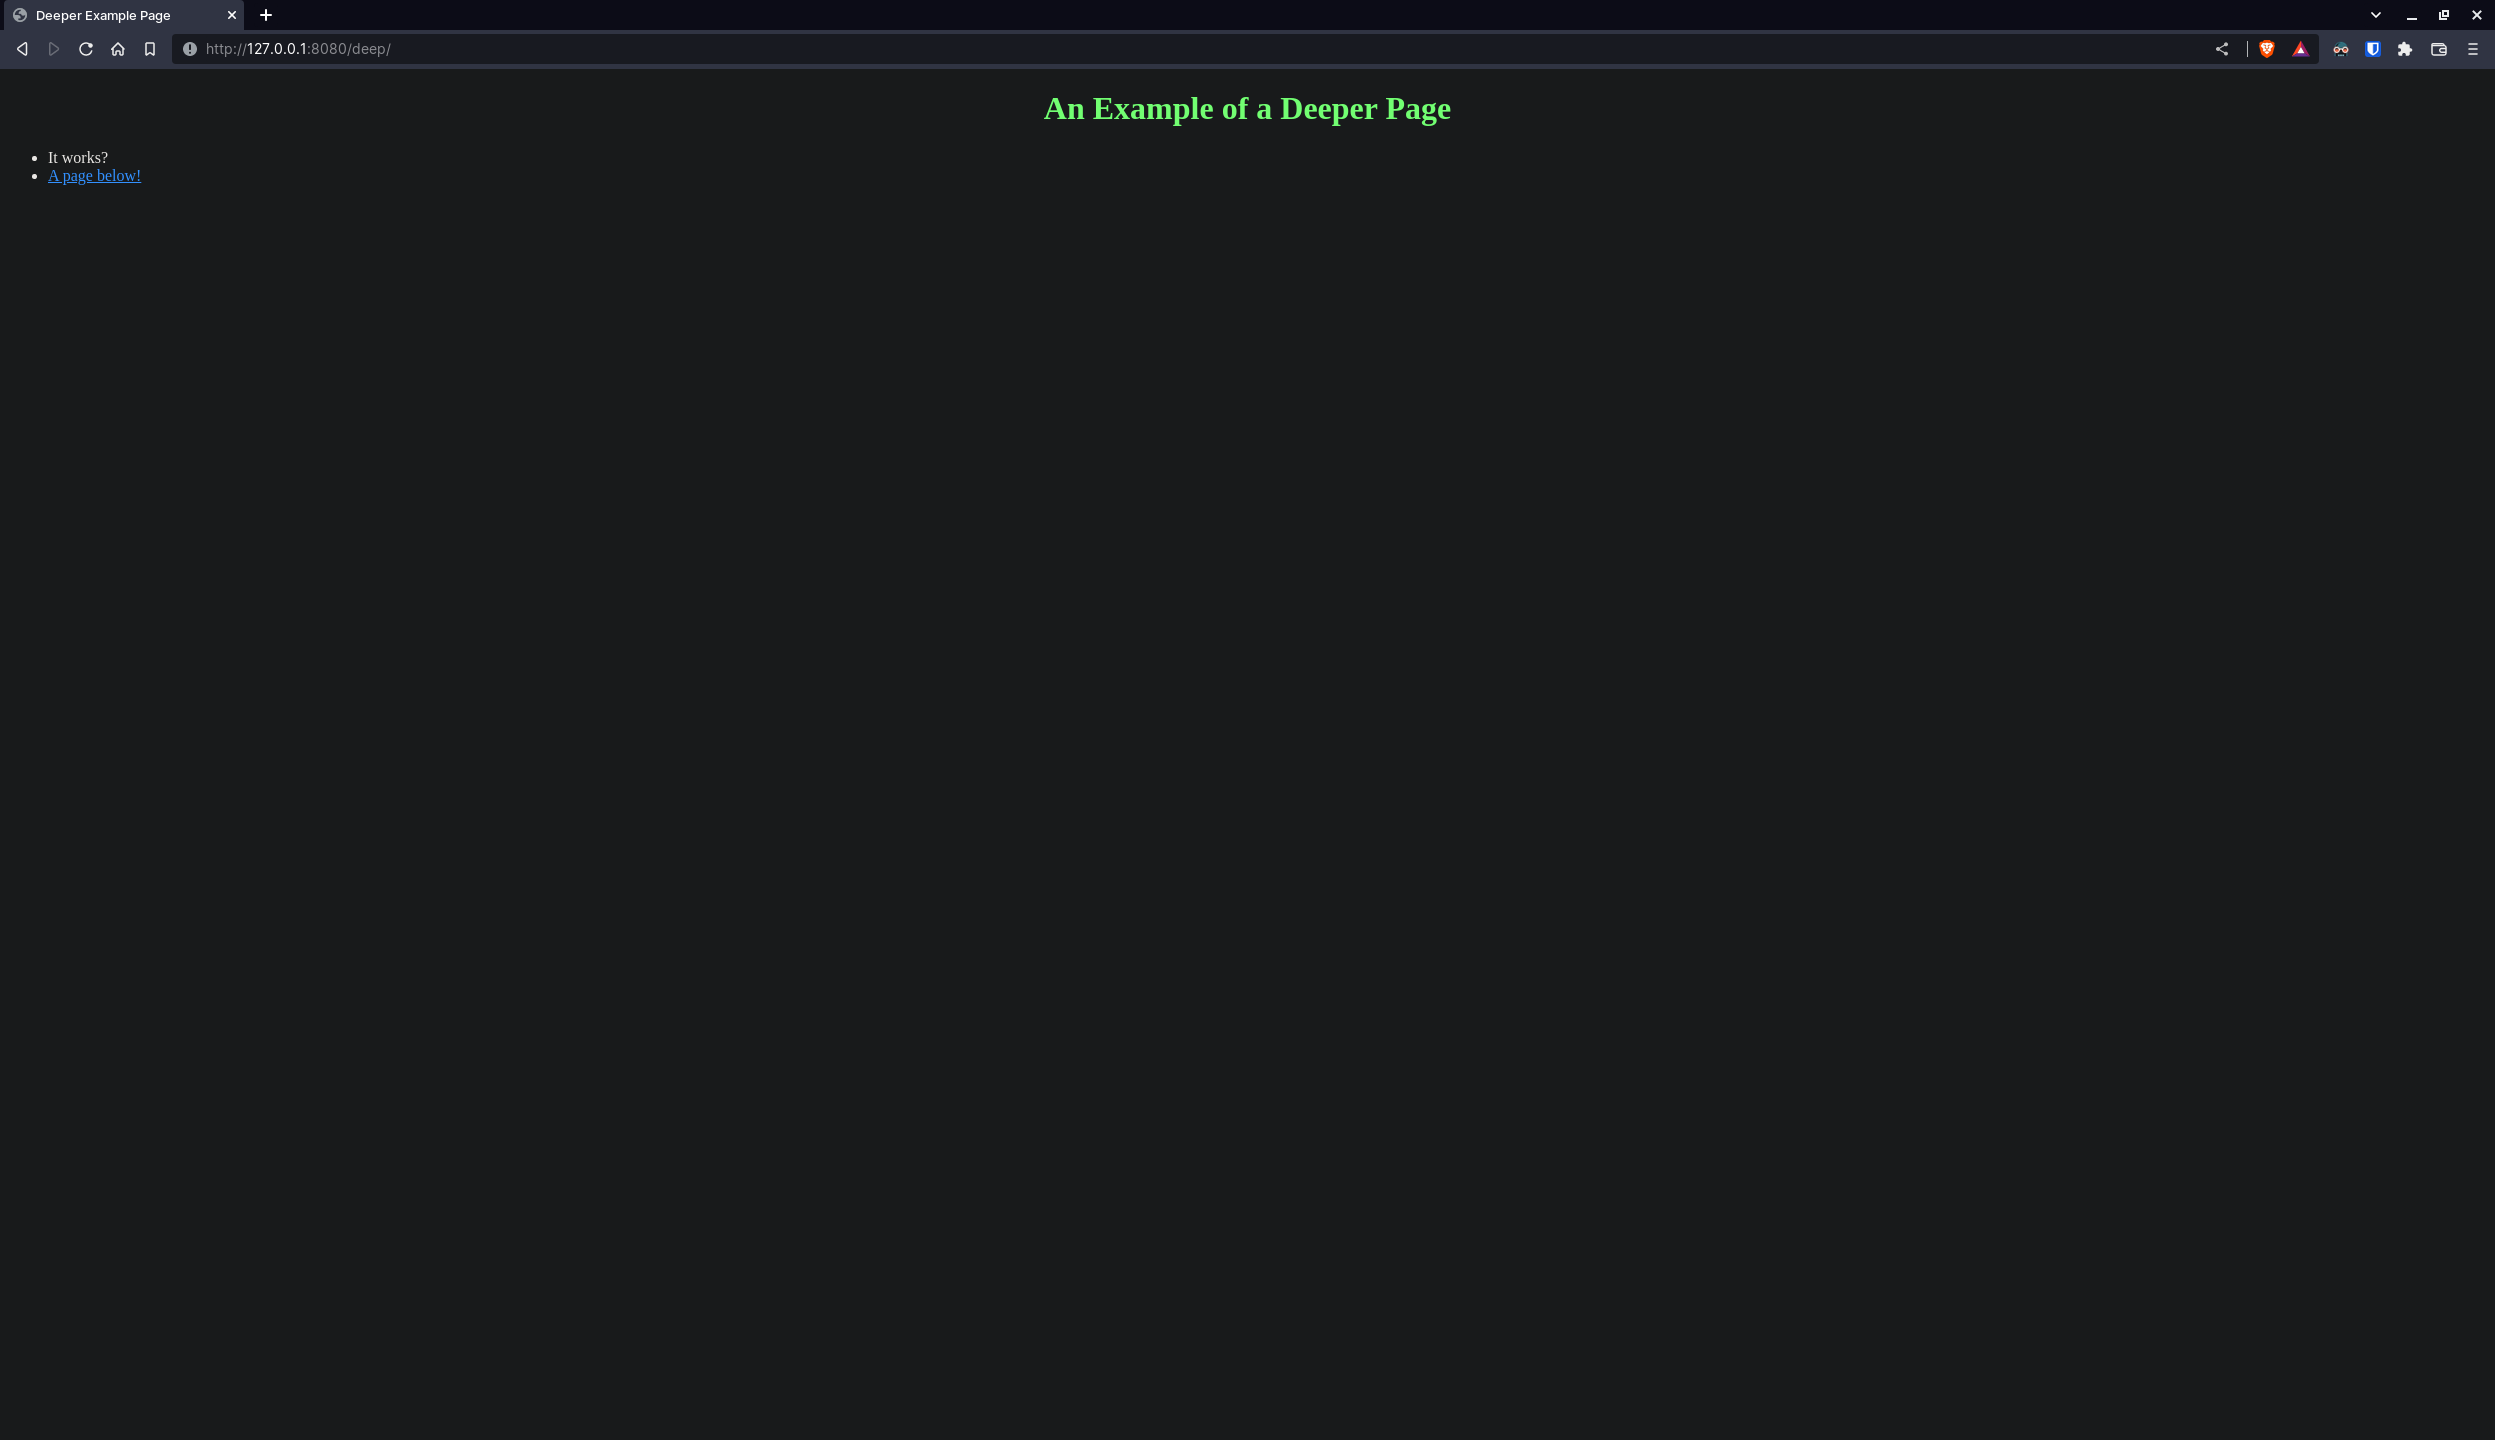 Deeper Example Page
http://127.0.0.1:8080/deep/
An Example of a Deeper Page
It works?
A page below!